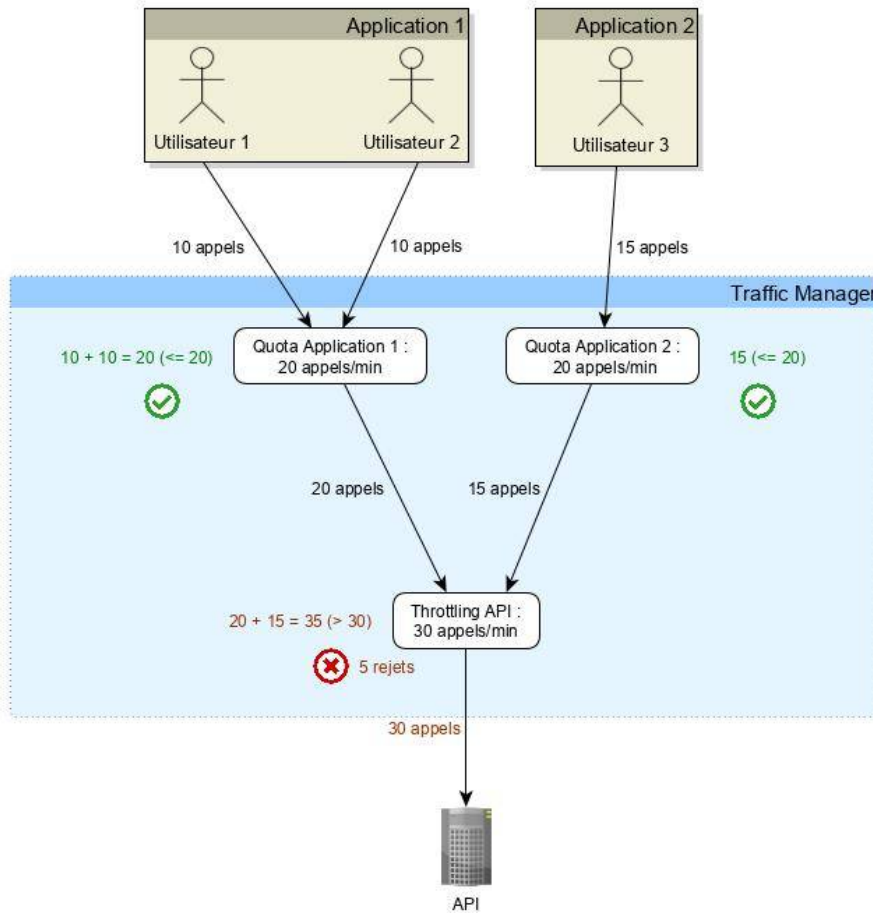 Application 1
Application 2
Utilisateur 1
Utilisateur 2
Utilisateur 3
10 appels
10 appels
15 appels
Traffic Manager
10 + 10 = 20 (<= 20)
Quota Application 1 :
20 appels/min
Quota Application 2 :
20 appels/min
15 (<= 20)
20 appels
15 appels
20 + 15 = 35 (> 30)
Throttling API :
30 appels/min
5 rejets
30 appels
API